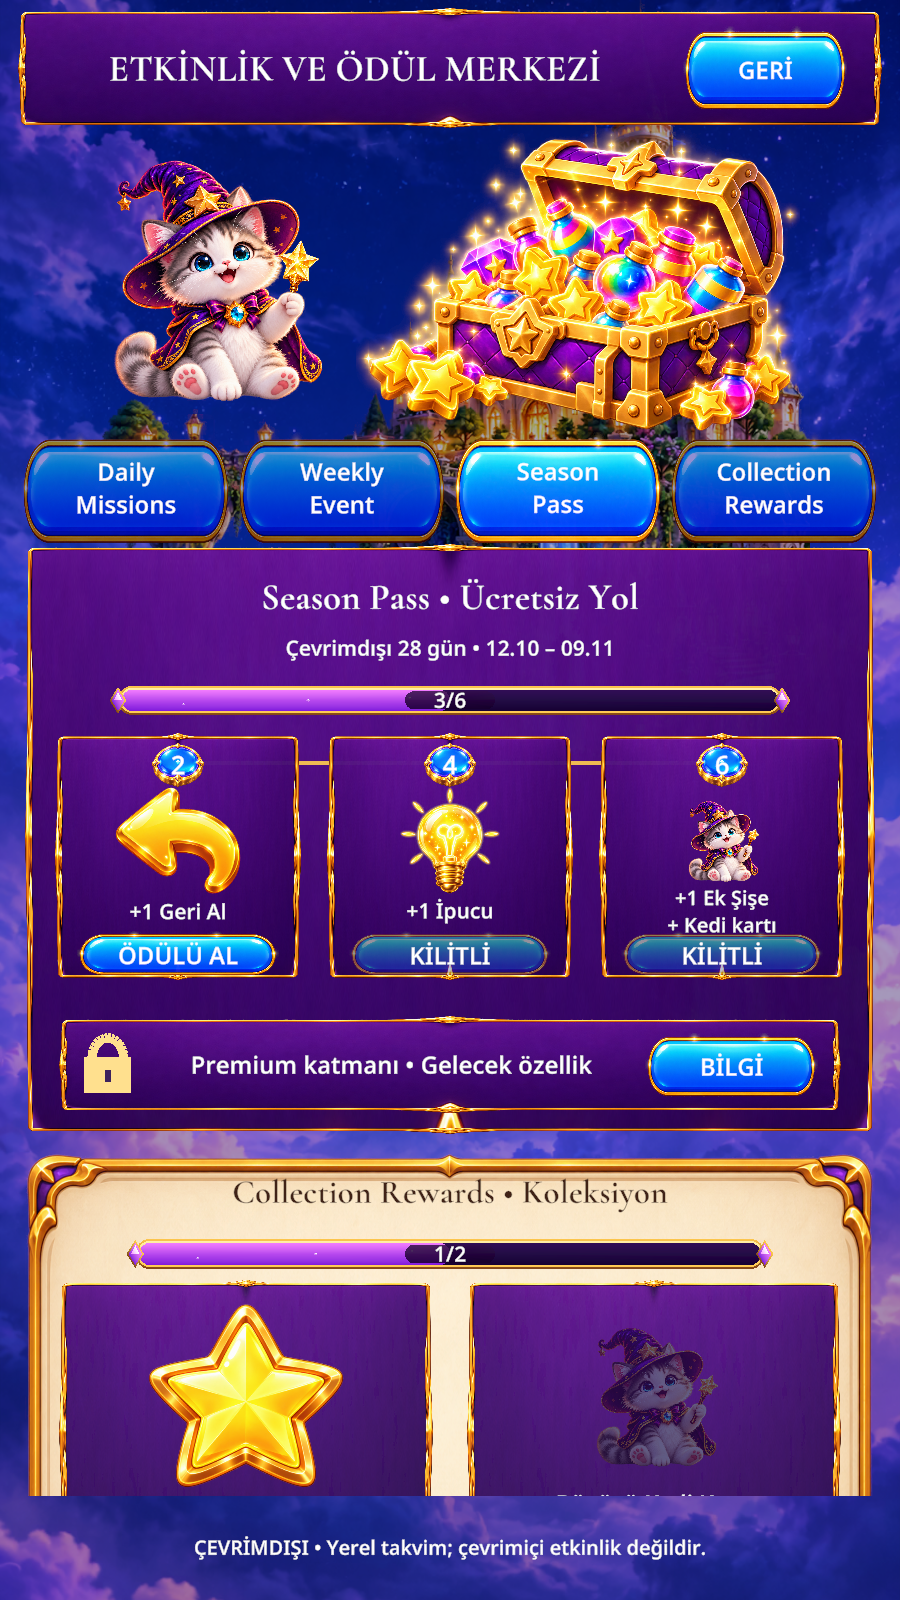 ETKİNLİK VE ÖDÜL MERKEZİ
GERİ
Daily
Missions
Weekly
Event
Season
Pass
Collection
Rewards
Season Pass • Ücretsiz Yol
Çevrimdışı 28 gün • 12.10 – 09.11
3/6
2
4
6
+1 Geri Al
+1 İpucu
+1 Ek Şişe
+ Kedi kartı
ÖDÜLÜ AL
KİLİTLİ
KİLİTLİ
Premium katmanı • Gelecek özellik
BİLGİ
Collection Rewards • Koleksiyon
1/2
ÇEVRİMDIŞI • Yerel takvim; çevrimiçi etkinlik değildir.